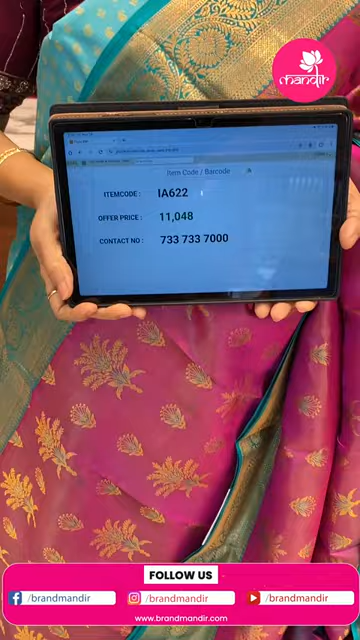 mandir
Item Code / Barcode
ITEMCODE : IA622
OFFER PRICE : 11,048
CONTACT NO : 733 733 7000
FOLLOW US
/brandmandir /brandmandir /brandmandir
www.brandmandir.com